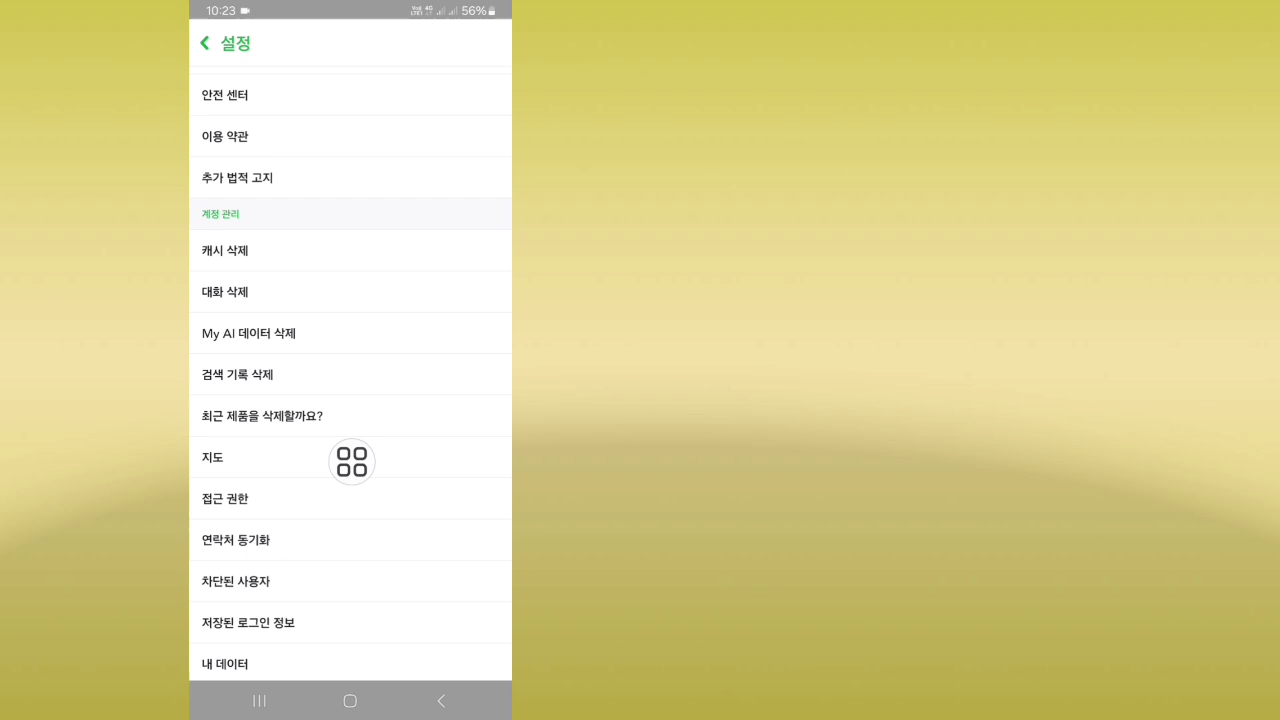 10:23
Vo) 4G
LTE1
56%
설정
안전 센터
이용 약관
추가 법적 고지
계정 관리
캐시 삭제
대화 삭제
My AI 데이터 삭제
검색 기록 삭제
최근 제품을 삭제할까요?
지도
접근 권한
연락처 동기화
차단된 사용자
저장된 로그인 정보
내 데이터